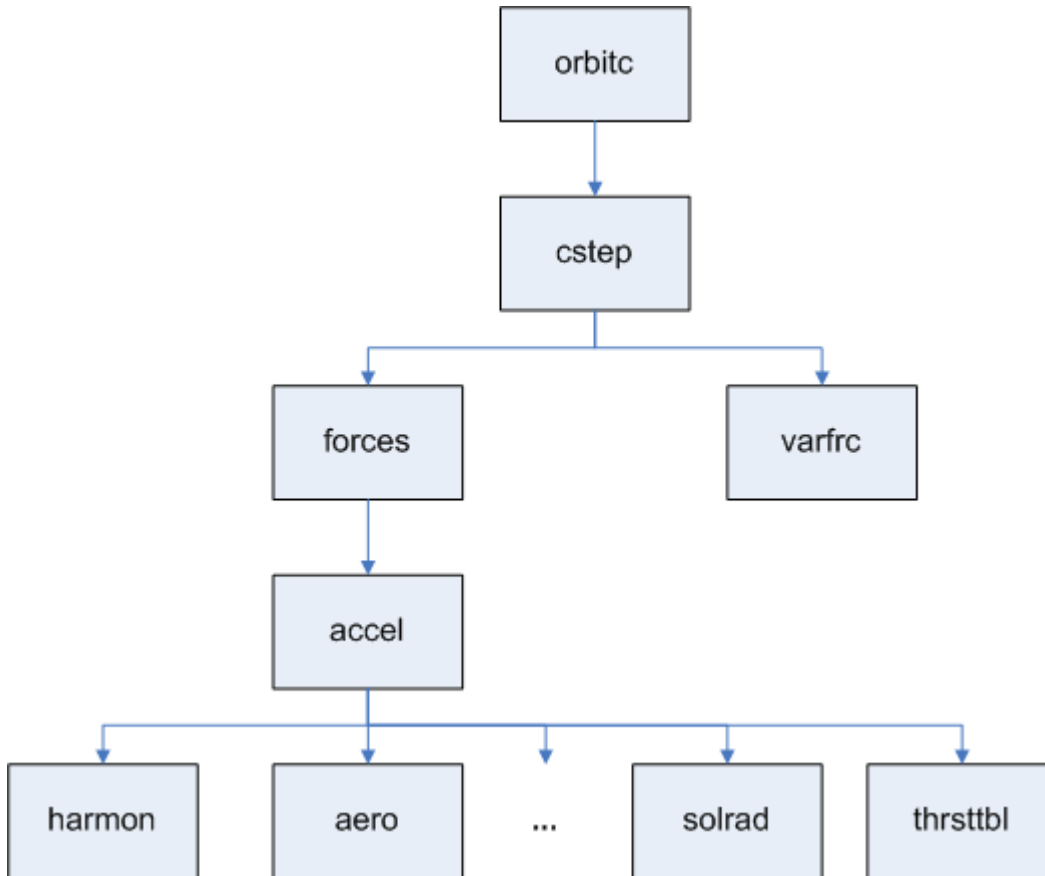 orbitc
cstep
forces
varfrc
accel
harmon
aero
...
solrad
thrsttbl